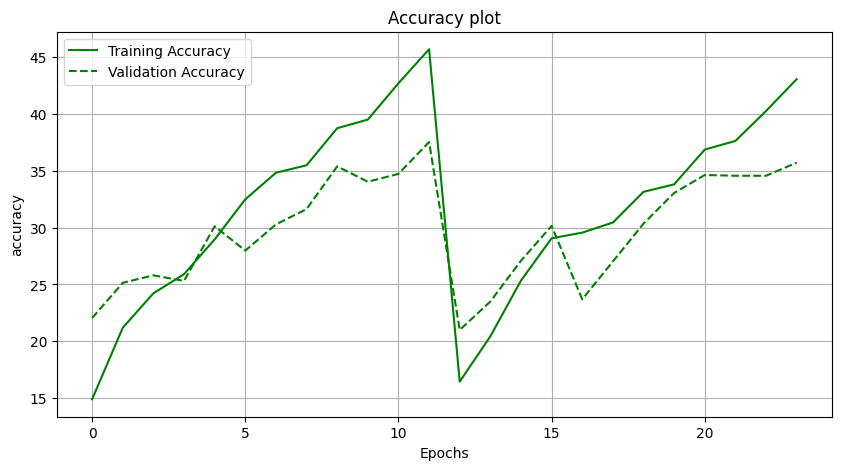 Accuracy plot
Training Accuracy
Validation Accuracy
45
40
35
30
25
20
15
accuracy
0 5 10 15 20
Epochs